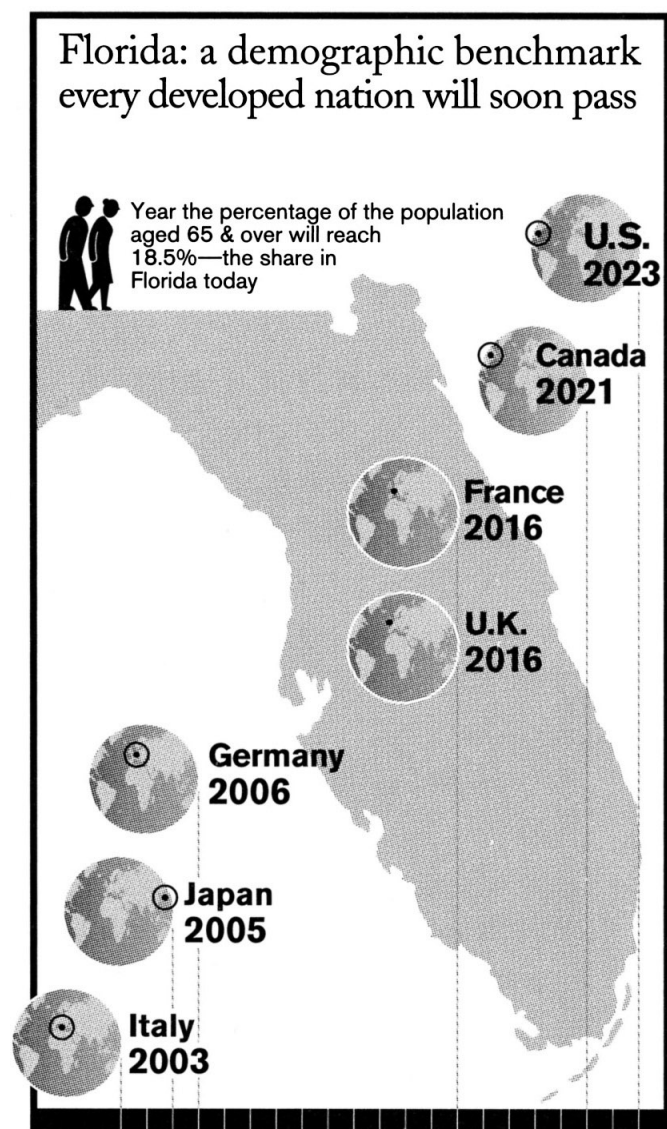 Florida: a demographic benchmark
every developed nation will soon pass
Year the percentage of the population
aged 65 & over will reach
18.5%—the share in
Florida today
U.S.
2023
Canada
2021
France
2016
U.K.
2016
Germany
2006
Japan
2005
Italy
2003